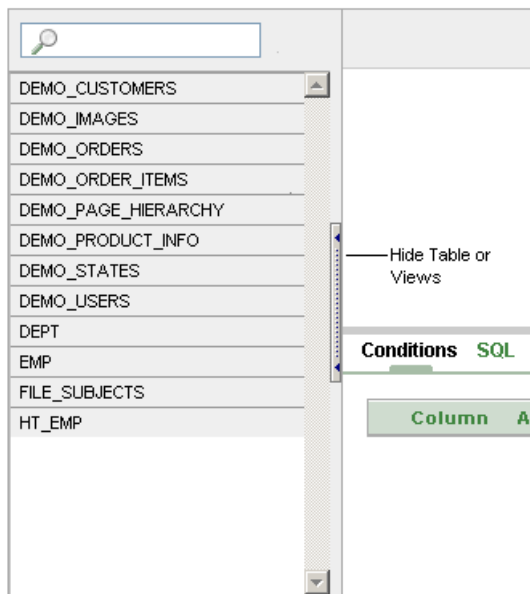 DEMO_CUSTOMERS
DEMO_IMAGES
DEMO_ORDERS
DEMO_ORDER_ITEMS
DEMO_PAGE_HIERARCHY
DEMO_PRODUCT_INFO
DEMO_STATES
DEMO_USERS
DEPT
EMP
FILE_SUBJECTS
HT_EMP
Hide Table or
Views
Conditions SQL
Column A